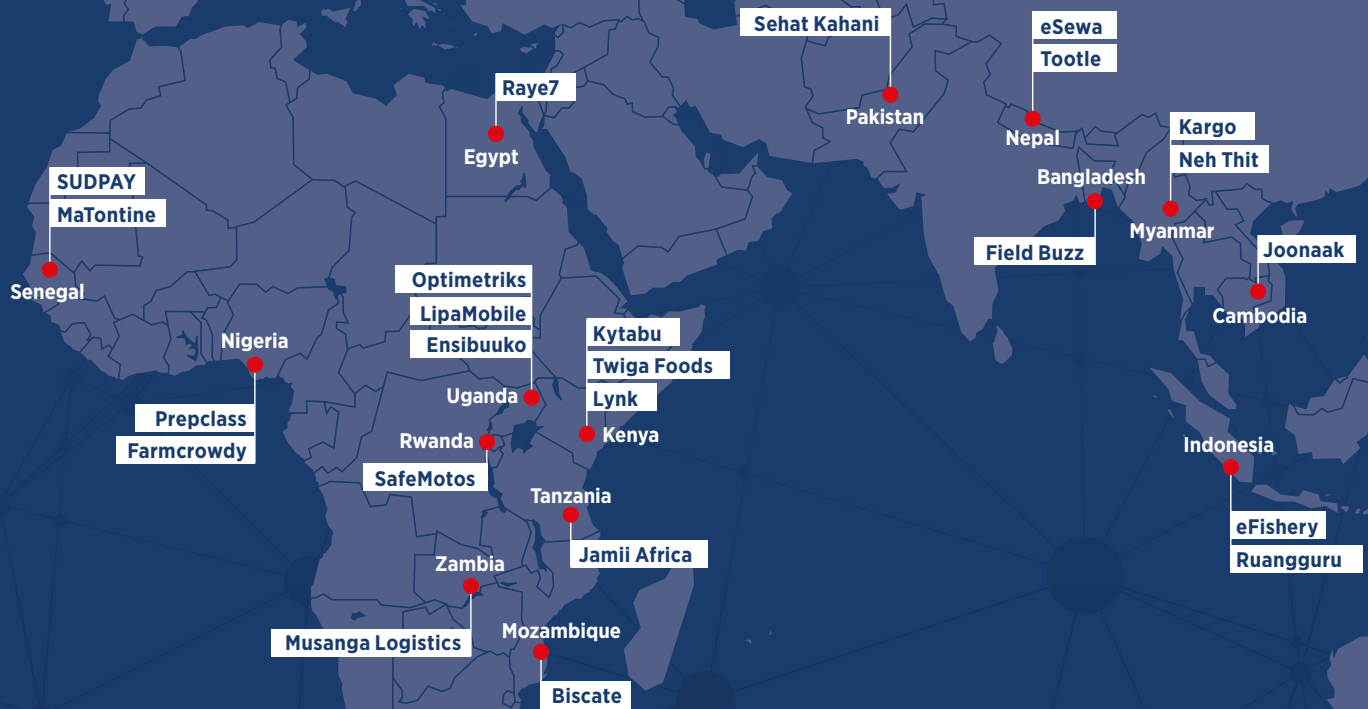 Sehat Kahani
Pakistan
eSewa
Tootle
Nepal
Raye7
Egypt
Kargo
Neh Thit
Myanmar
Bangladesh
Field Buzz
SUDPAY
MaTontine
Senegal
Joonaak
Cambodia
Optimetriks
LipaMobile
Ensibuuko
Uganda
Kytabu
Twiga Foods
Lynk
Kenya
Nigeria
Prepclass
Farmcrowdy
Rwanda
SafeMotos
Indonesia
eFishery
Ruangguru
Tanzania
Jamii Africa
Zambia
Musanga Logistics
Mozambique
Biscate